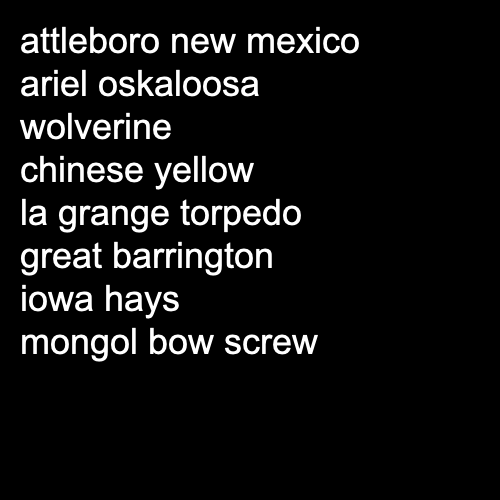 attleboro new mexico
ariel oskaloosa
wolverine
chinese yellow
la grange torpedo
great barrington
iowa hays
mongol bow screw